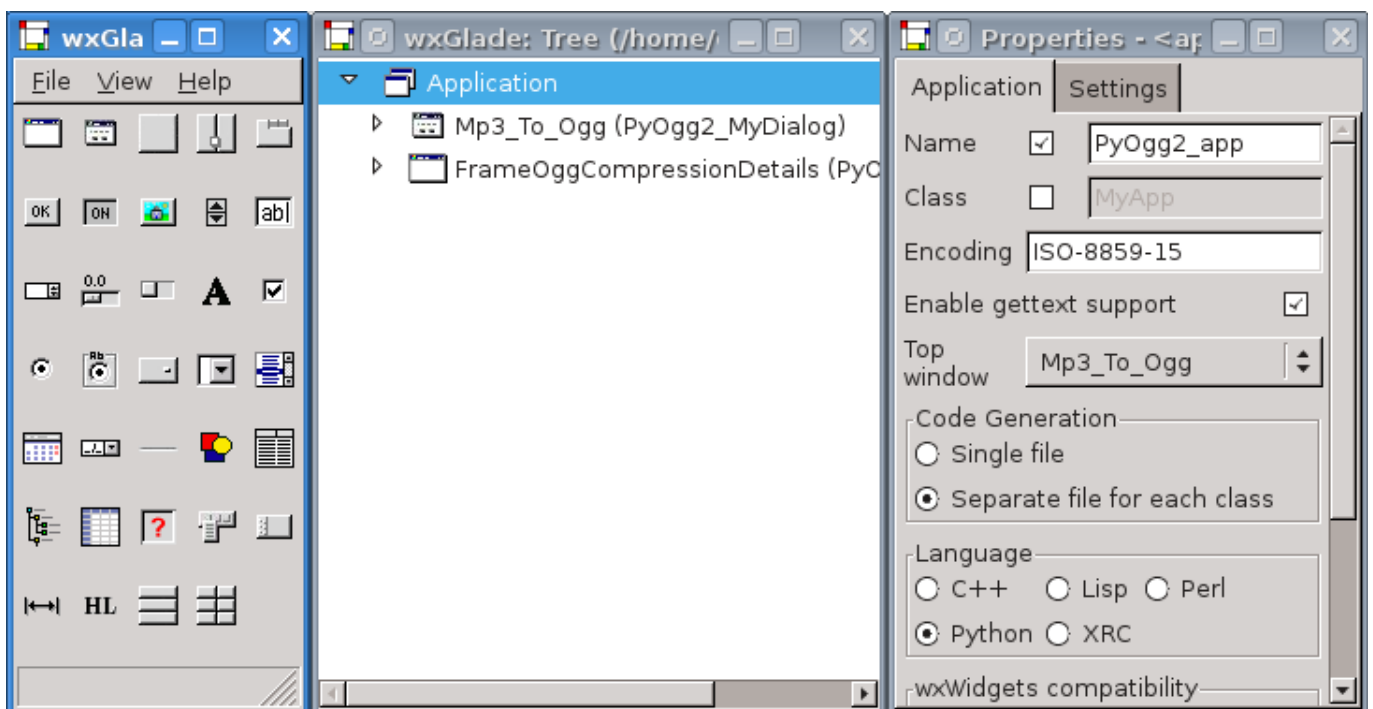 wxGla
File View Help
OK ON ab
0.0 A
Ab
?
HL
wxGlade: Tree (/home/
Application
Mp3_To_Ogg (PyOgg2_MyDialog)
FrameOggCompressionDetails (PyO
Properties - <ap
Application Settings
Name PyOgg2_app
Class MyApp
Encoding ISO-8859-15
Enable gettext support
Top
window
Mp3_To_Ogg
Code Generation
Single file
Separate file for each class
Language
C++ Lisp Perl
Python XRC
wxWidgets compatibility